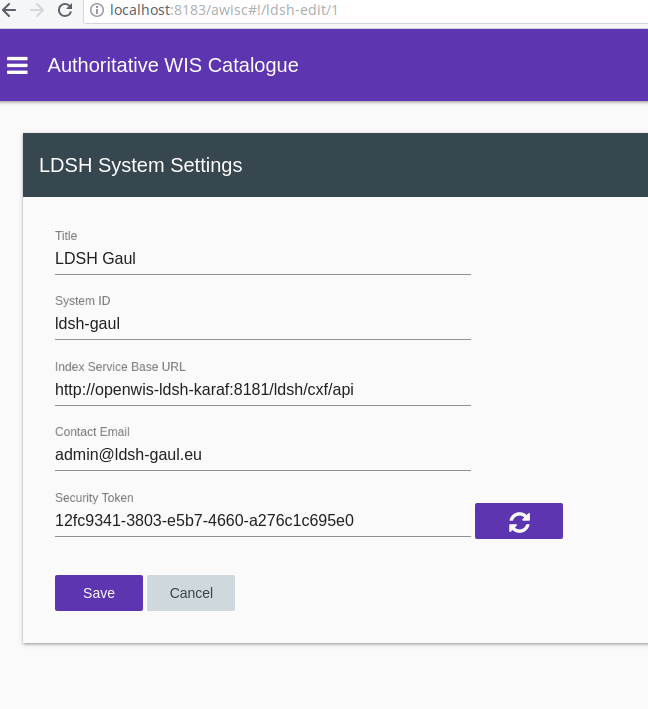 localhost:8183/awisc#!/ldsh-edit/1
Authoritative WIS Catalogue
LDSH System Settings
Title
LDSH Gaul
System ID
ldsh-gaul
Index Service Base URL
http://openwis-ldsh-karaf:8181/ldsh/cxf/api
Contact Email
admin@ldsh-gaul.eu
Security Token
12fc9341-3803-e5b7-4660-a276c1c695e0
Save Cancel